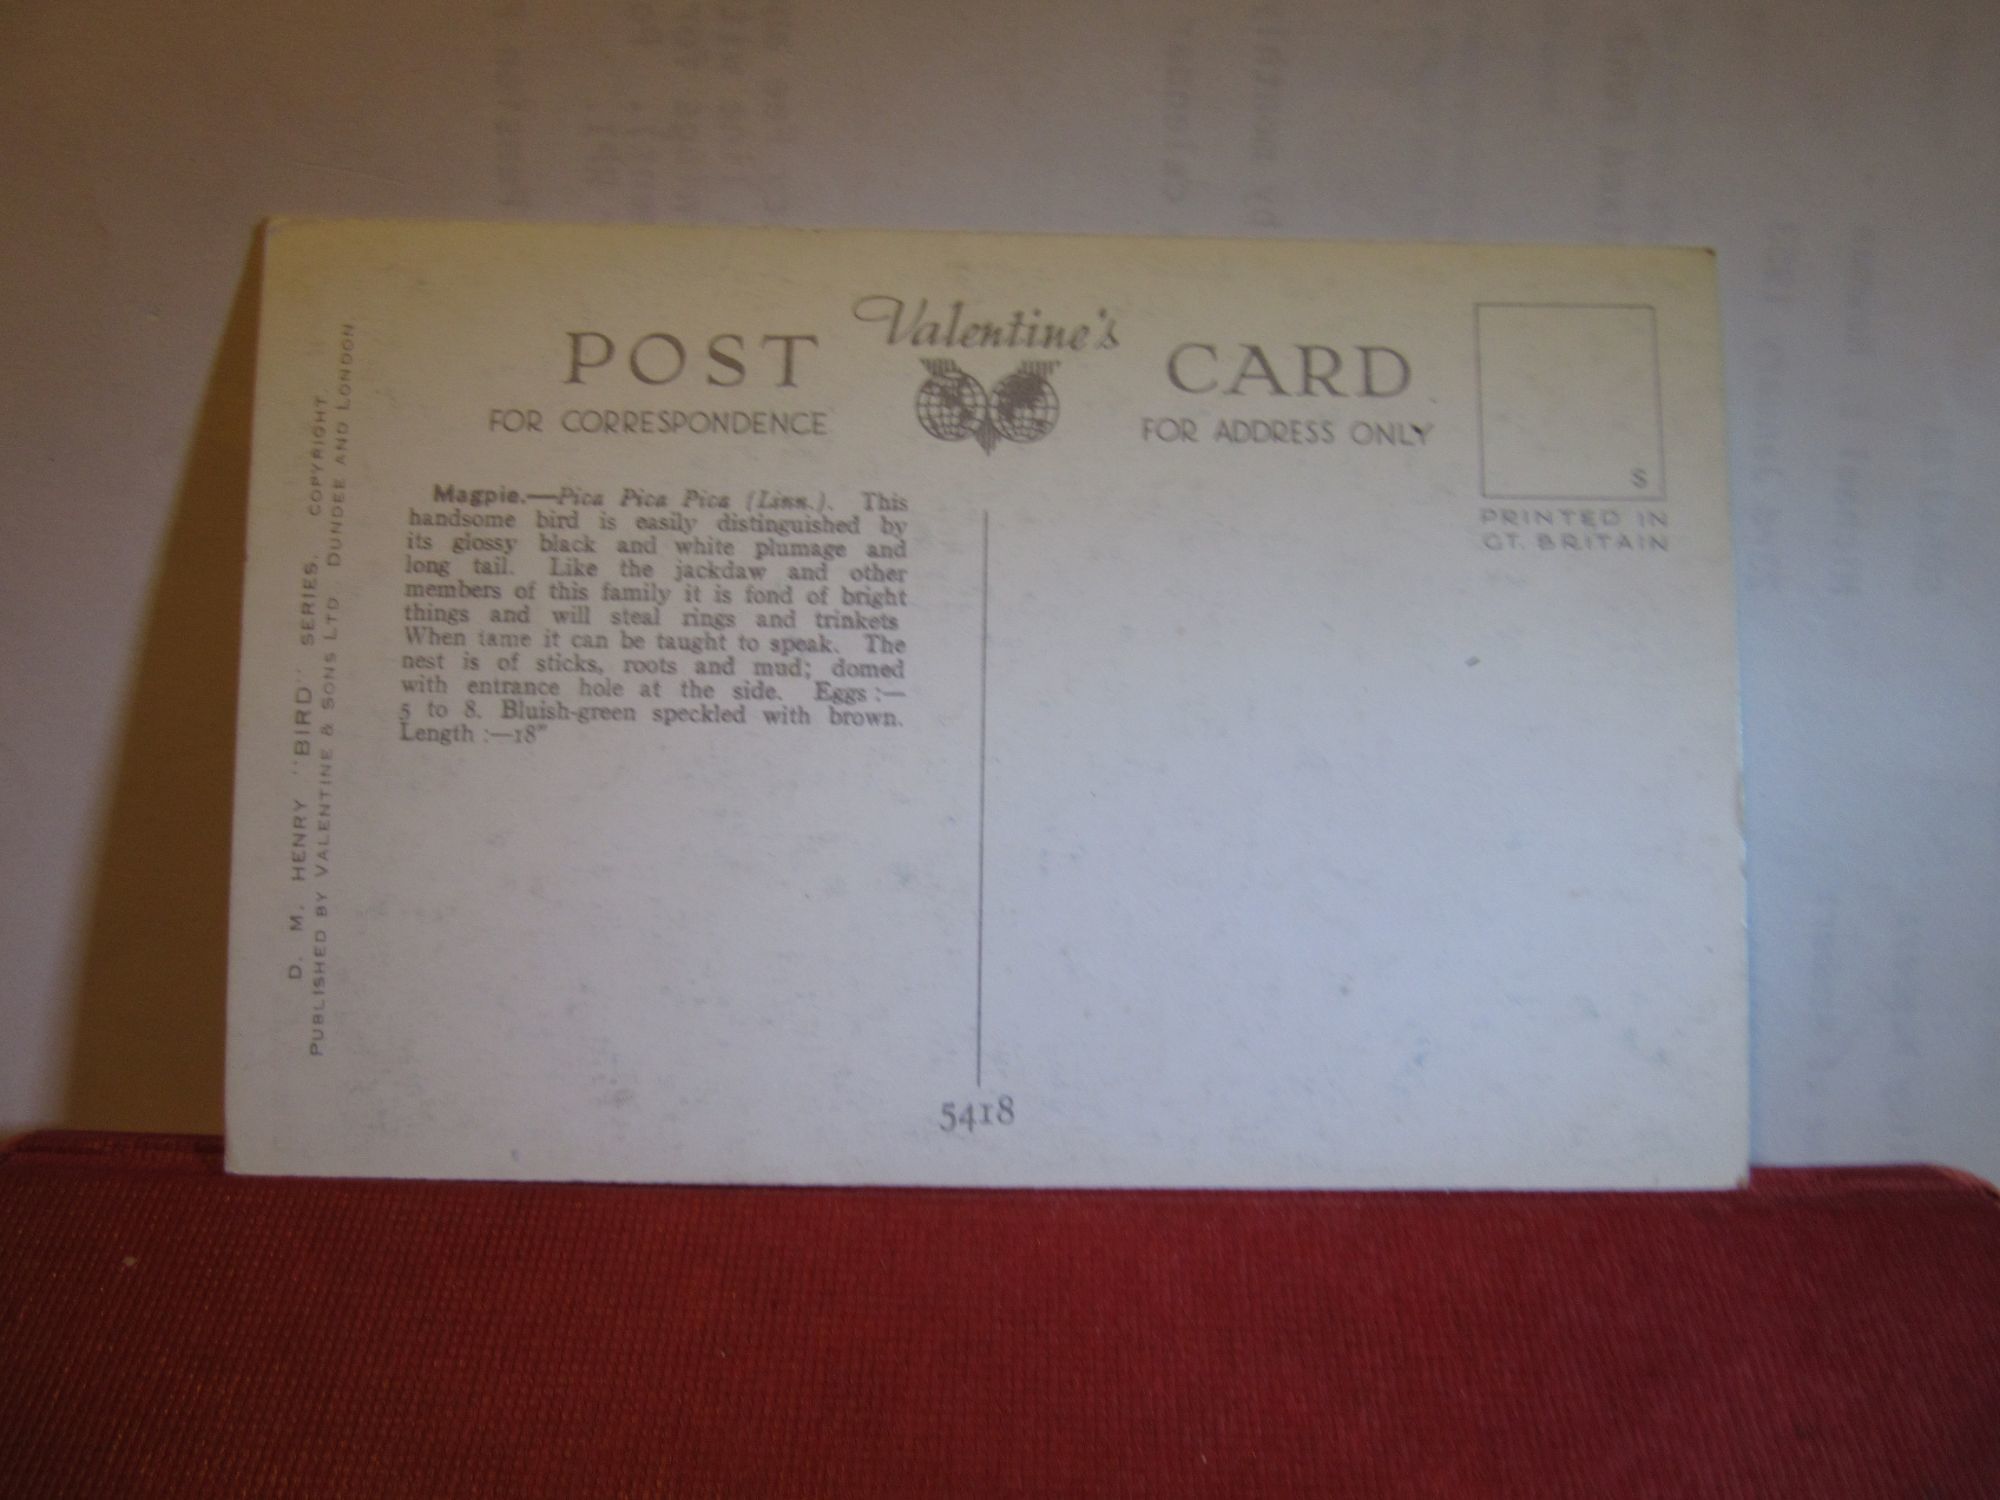 Valentine's
POST CARD
FOR CORRESPONDENCE
FOR ADDRESS ONLY
S
PRINTED IN
GT. BRITAIN
Magpie.—Pica Pica Pica (Linn.). This
handsome bird is easily distinguished by
its glossy black and white plumage and
long tail. Like the jackdaw and other
members of this family it is fond of bright
things and will steal rings and trinkets
When tame it can be taught to speak. The
nest is of sticks, roots and mud; domed
with entrance hole at the side. Eggs :—
5 to 8. Bluish-green speckled with brown.
Length :—18"
D. M. HENRY "BIRD" SERIES. COPYRIGHT.
PUBLISHED BY VALENTINE & SONS LTD. DUNDEE AND LONDON.
5418